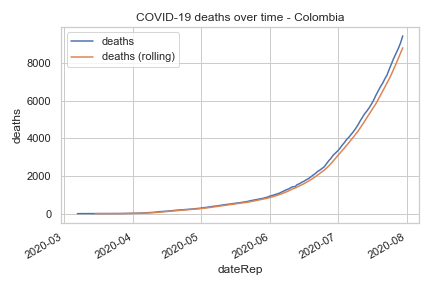 COVID-19 deaths over time - Colombia
deaths
deaths (rolling)
deaths
8000
6000
4000
2000
0
2020-03
2020-04
2020-05
2020-06
2020-07
2020-08
dateRep